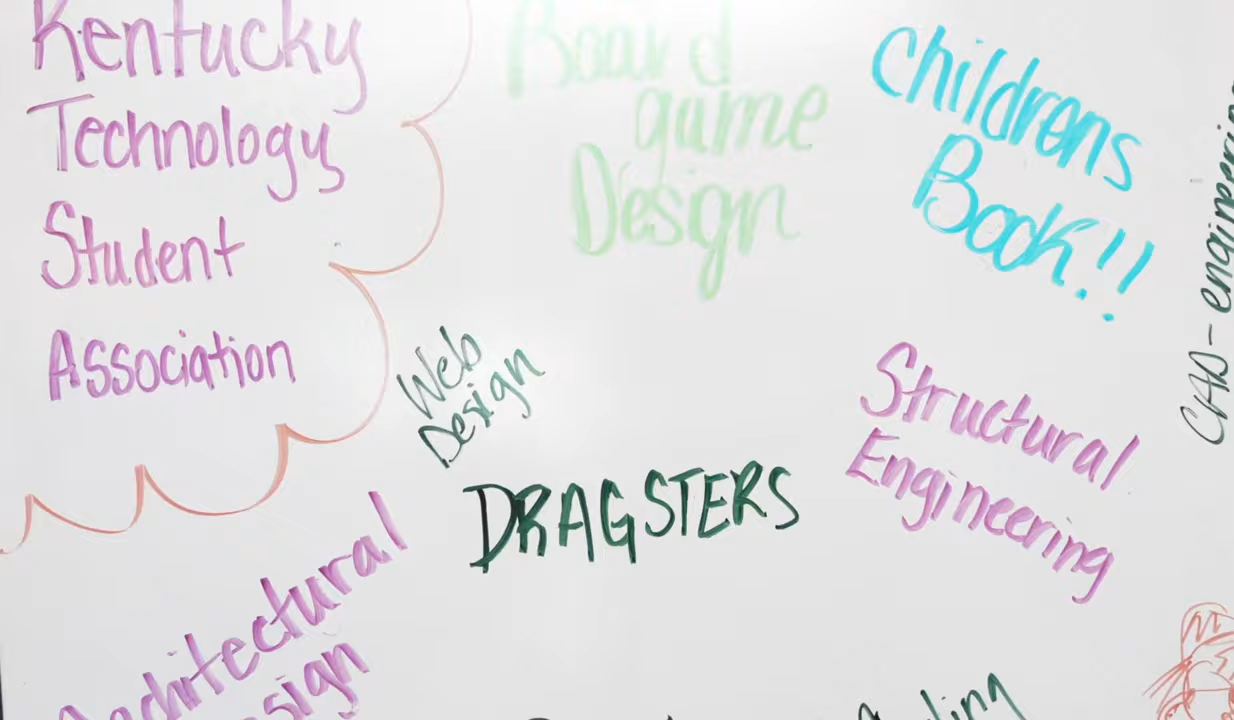 Kentucky
Technology
Student
Association
Board
game
Design
Childrens
Book!!
CAD - engineering
Web
Design
DRAGSTERS
Structural
Engineering
Architectural